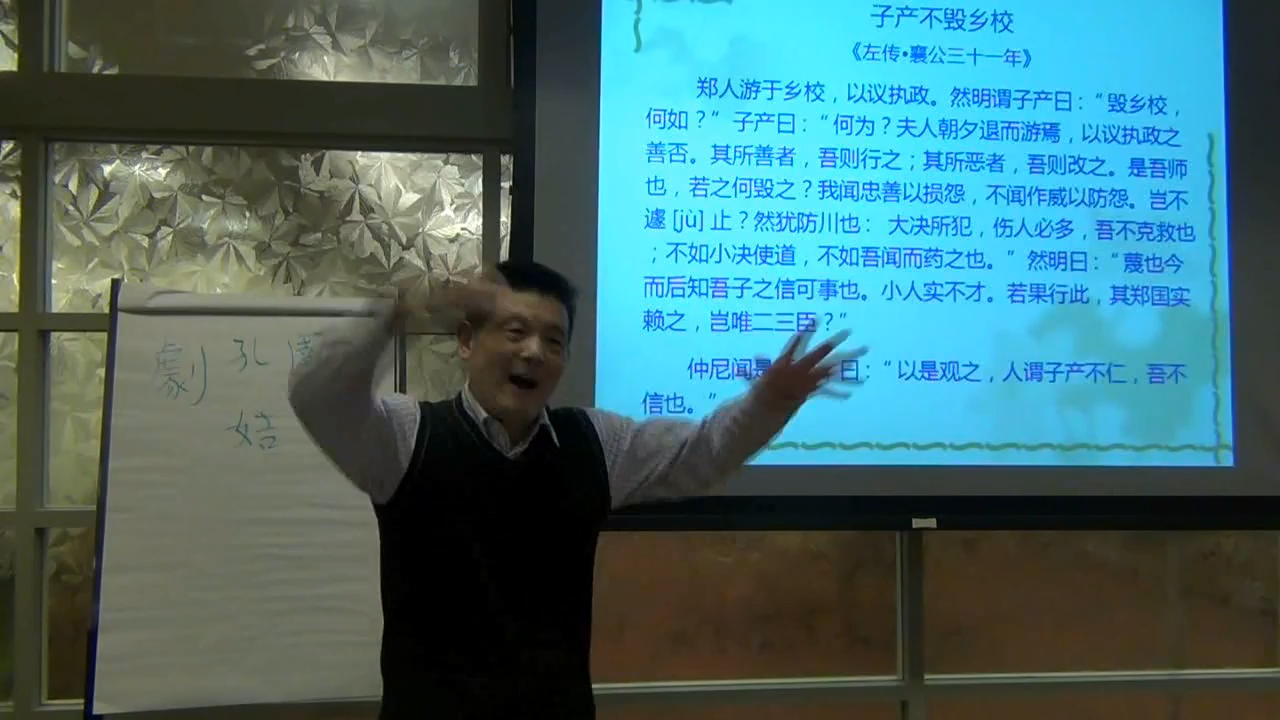 子产不毁乡校
《左传•襄公三十一年》
郑人游于乡校，以议执政。然明谓子产曰：“毁乡校，
何如？”子产曰：“何为？夫人朝夕退而游焉，以议执政之
善否。其所善者，吾则行之；其所恶者，吾则改之。是吾师
也，若之何毁之？我闻忠善以损怨，不闻作威以防怨。岂不
遽 [jù] 止？然犹防川也： 大决所犯，伤人必多，吾不克救也
；不如小决使道，不如吾闻而药之也。”然明曰：“蔑也今
而后知吾子之信可事也。小人实不才。若果行此，其郑国实
赖之，岂唯二三臣？”
仲尼闻是 曰：“以是观之，人谓子产不仁，吾不
信也。”
劇 孔
姞